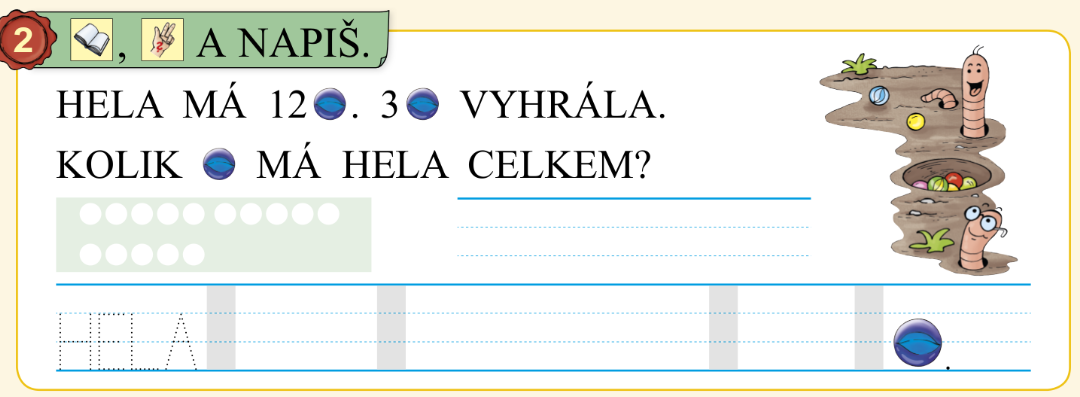 2 , A NAPIŠ.
HELA MÁ 12 . 3 VYHRÁLA.
KOLIK MÁ HELA CELKEM?
HELA .